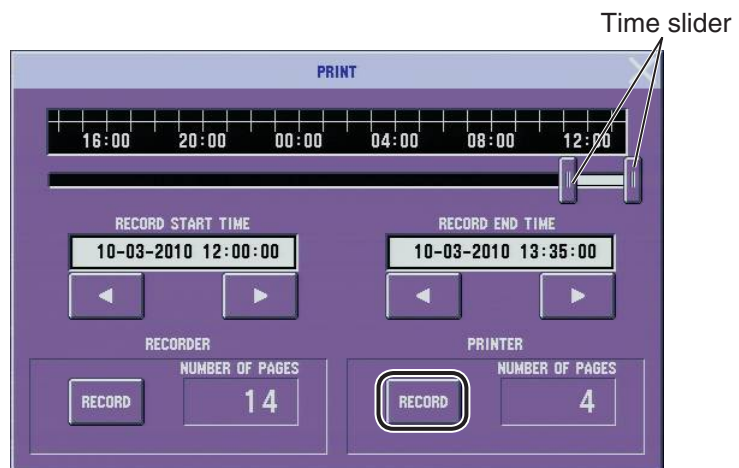 Time slider
PRINT
16:00 20:00 00:00 04:00 08:00 12:00
RECORD START TIME RECORD END TIME
10-03-2010 12:00:00 10-03-2010 13:35:00
RECORDER PRINTER
NUMBER OF PAGES NUMBER OF PAGES
RECORD 14 RECORD 4